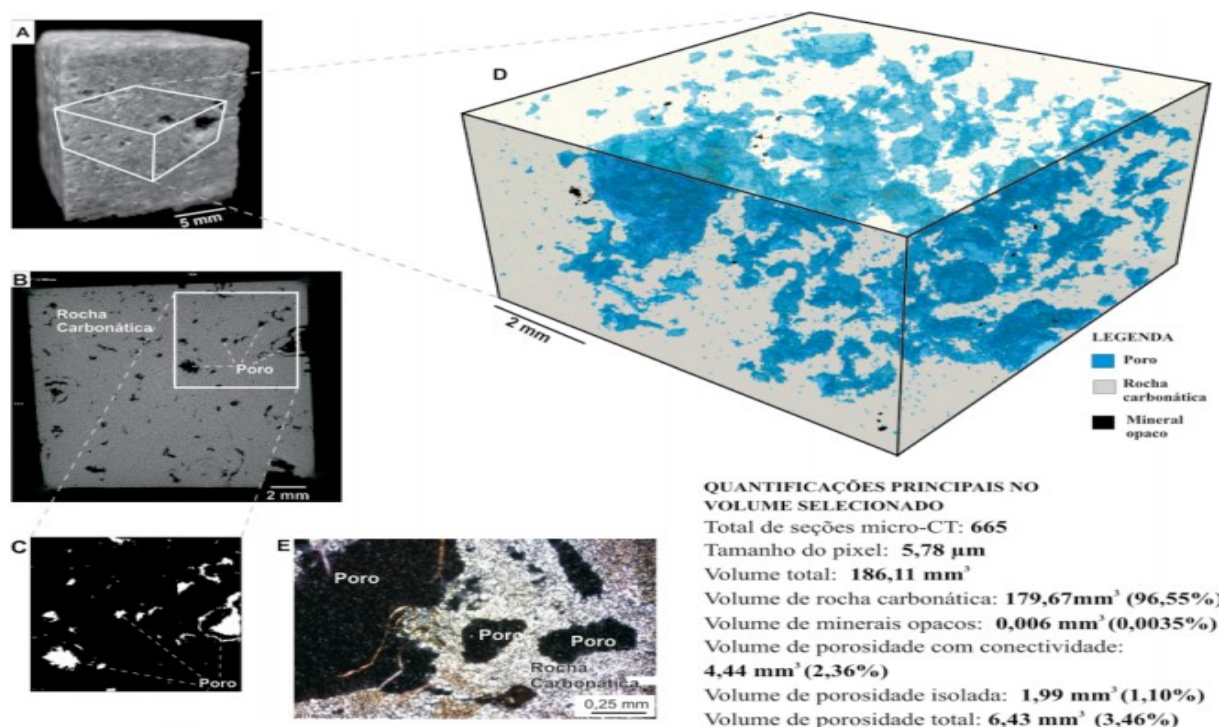 A
5 mm
B
Rocha
Carbonática
Poro
2 mm
C
Poro
D
2 mm
LEGENDA
Poro
Rocha
carbonática
Mineral
opaco
E
Poro
Poro
Poro
Rocha
Carbonática
0,25 mm
QUANTIFICAÇÕES PRINCIPAIS NO
VOLUME SELECIONADO
Total de seções micro-CT: 665
Tamanho do pixel: 5,78 µm
Volume total: 186,11 mm³
Volume de rocha carbonática: 179,67mm³ (96,55%)
Volume de minerais opacos: 0,006 mm³ (0,0035%)
Volume de porosidade com conectividade:
4,44 mm³ (2,36%)
Volume de porosidade isolada: 1,99 mm³ (1,10%)
Volume de porosidade total: 6,43 mm³ (3,46%)